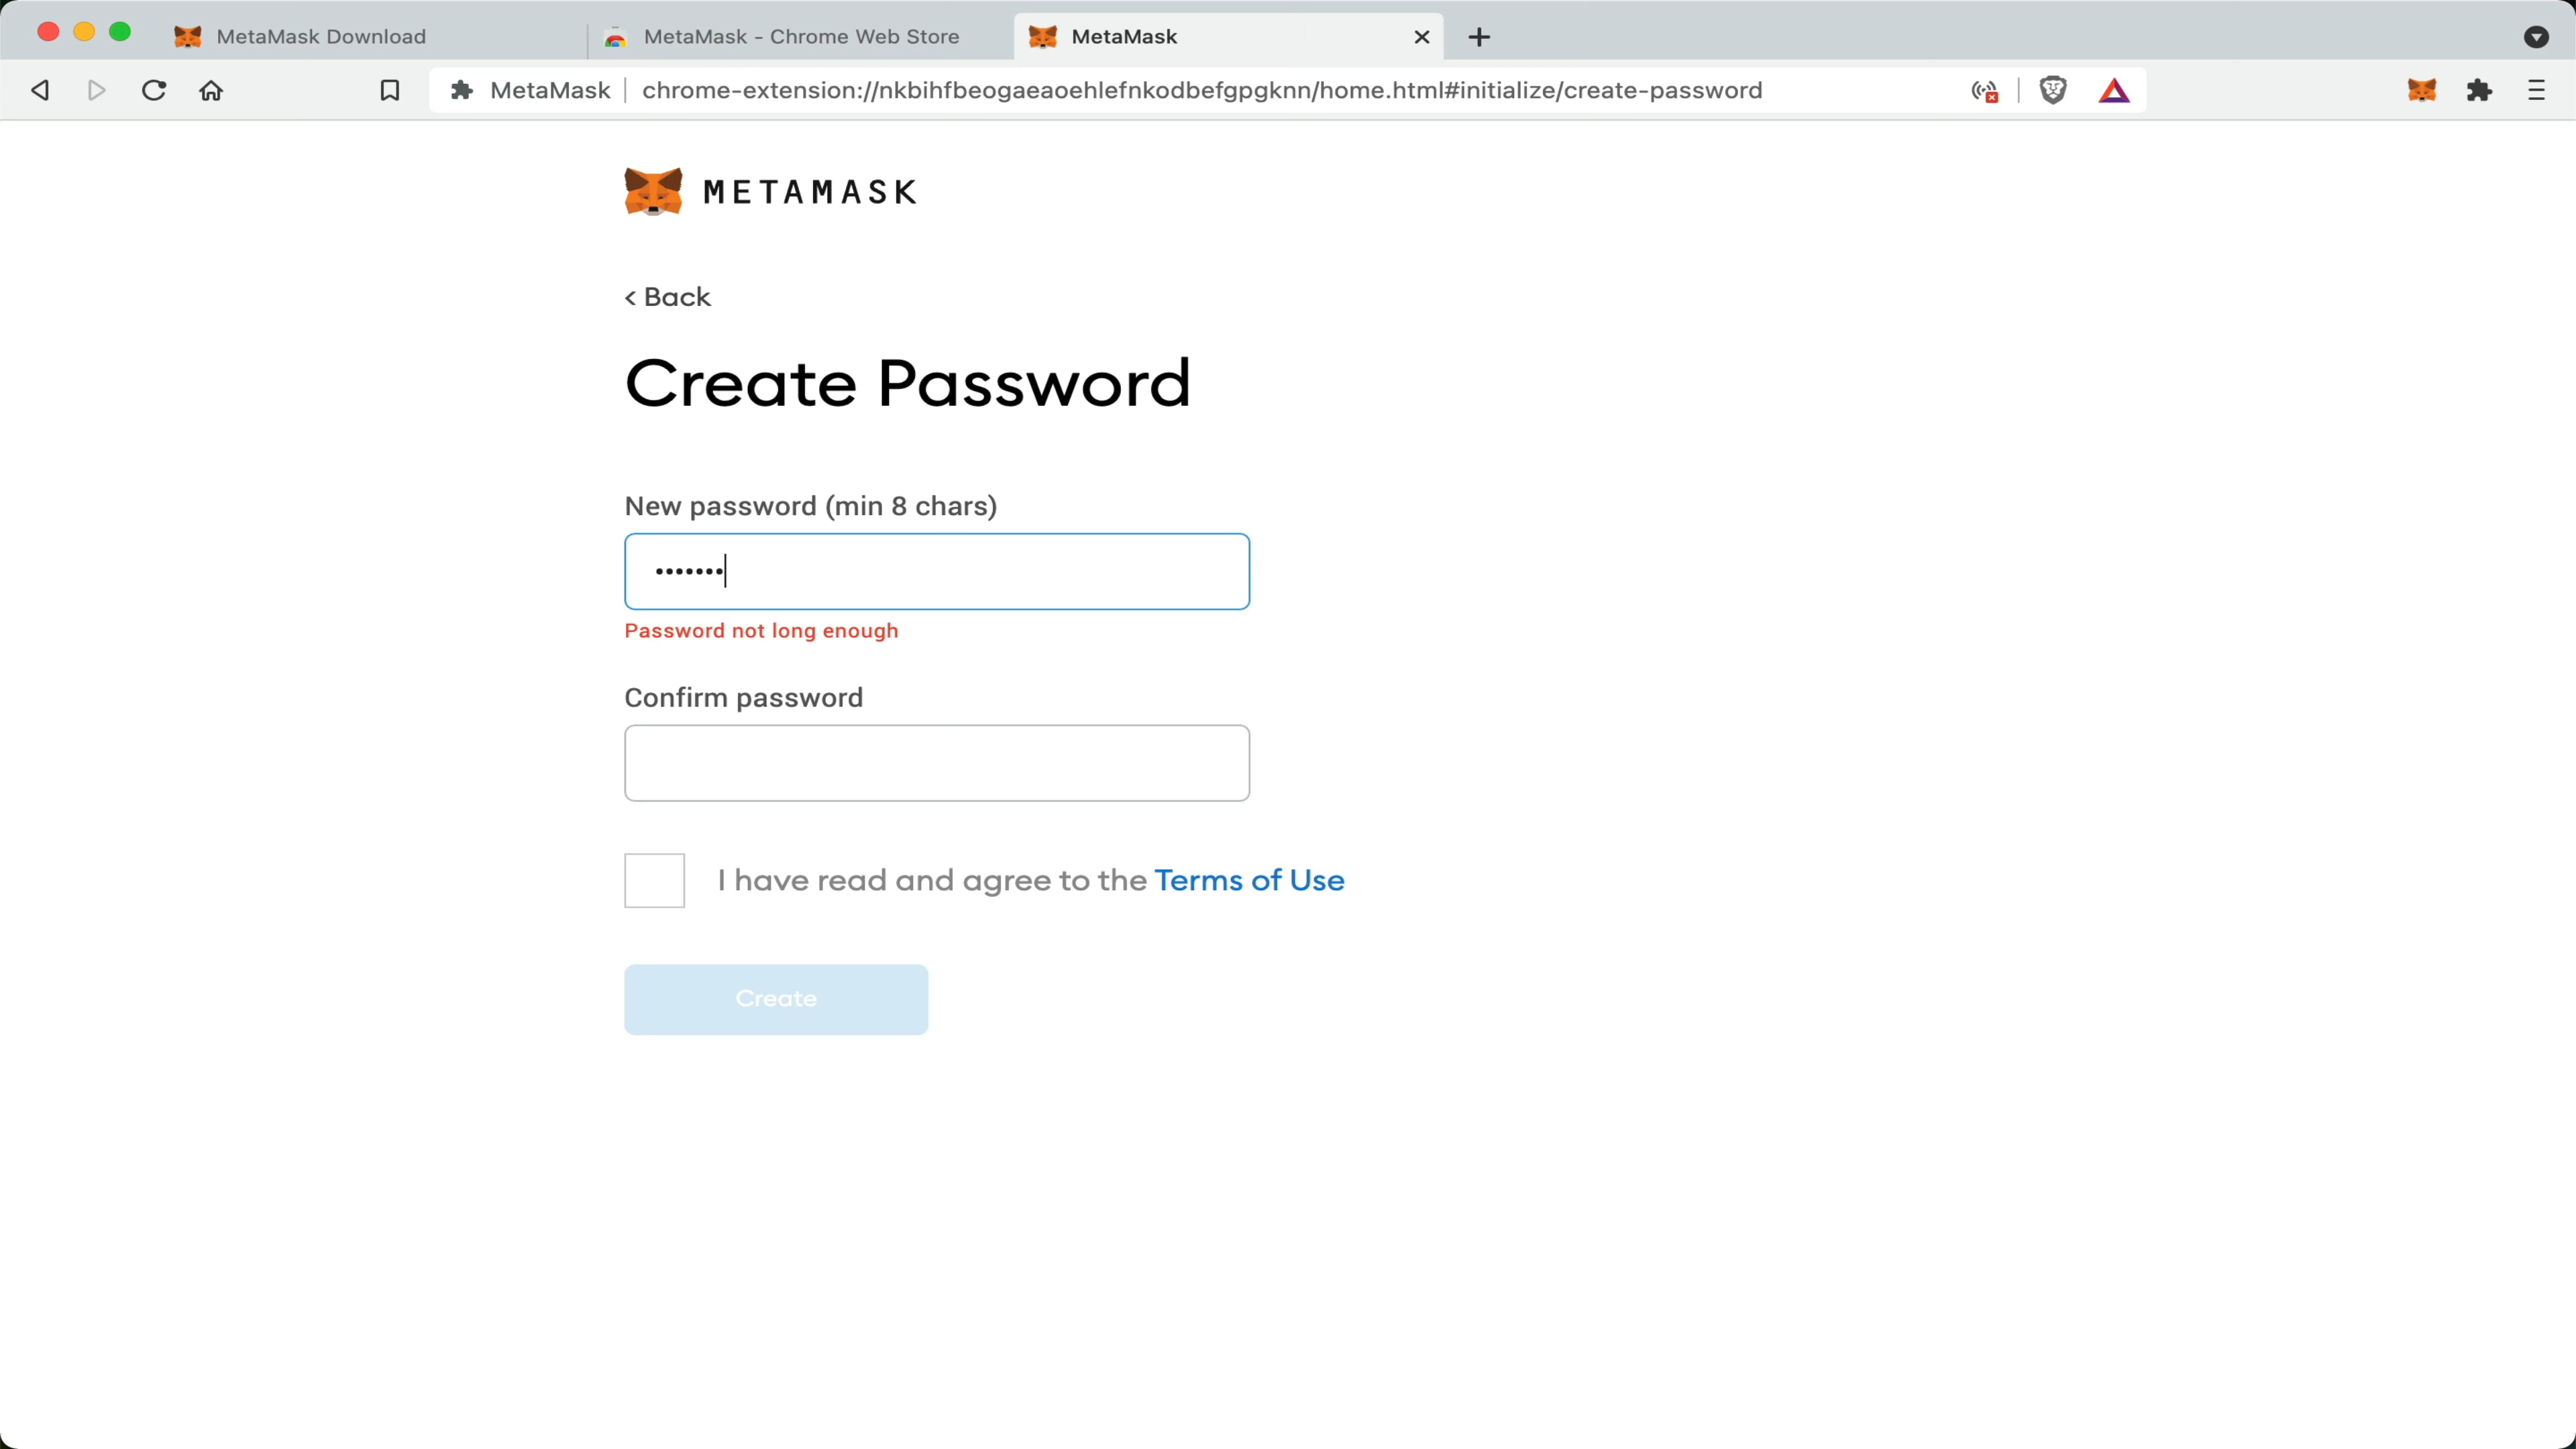 MetaMask Download
MetaMask - Chrome Web Store
MetaMask
MetaMask
chrome-extension://nkbihfbeogaeaoehlefnkodbefgpgknn/home.html#initialize/create-password
METAMASK
< Back
Create Password
New password (min 8 chars)
•••••••
Password not long enough
Confirm password
I have read and agree to the Terms of Use
Create